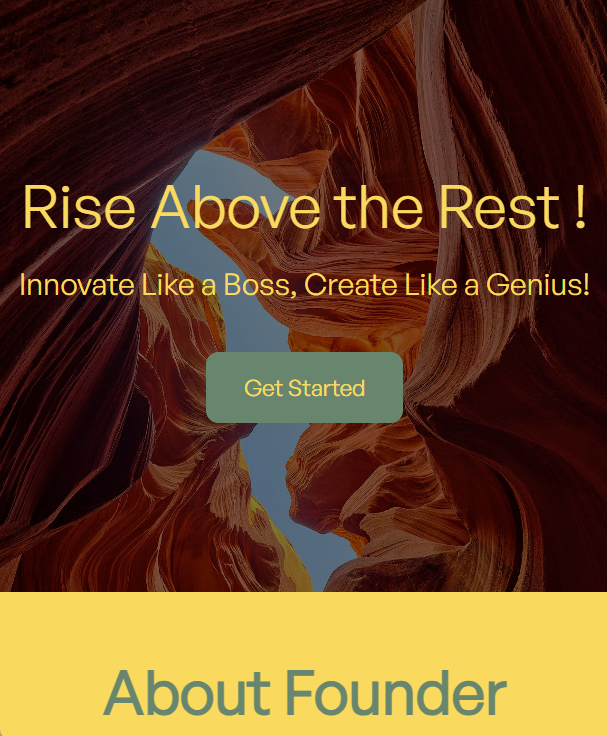 Rise Above the Rest !
Innovate Like a Boss, Create Like a Genius!
Get Started
About Founder